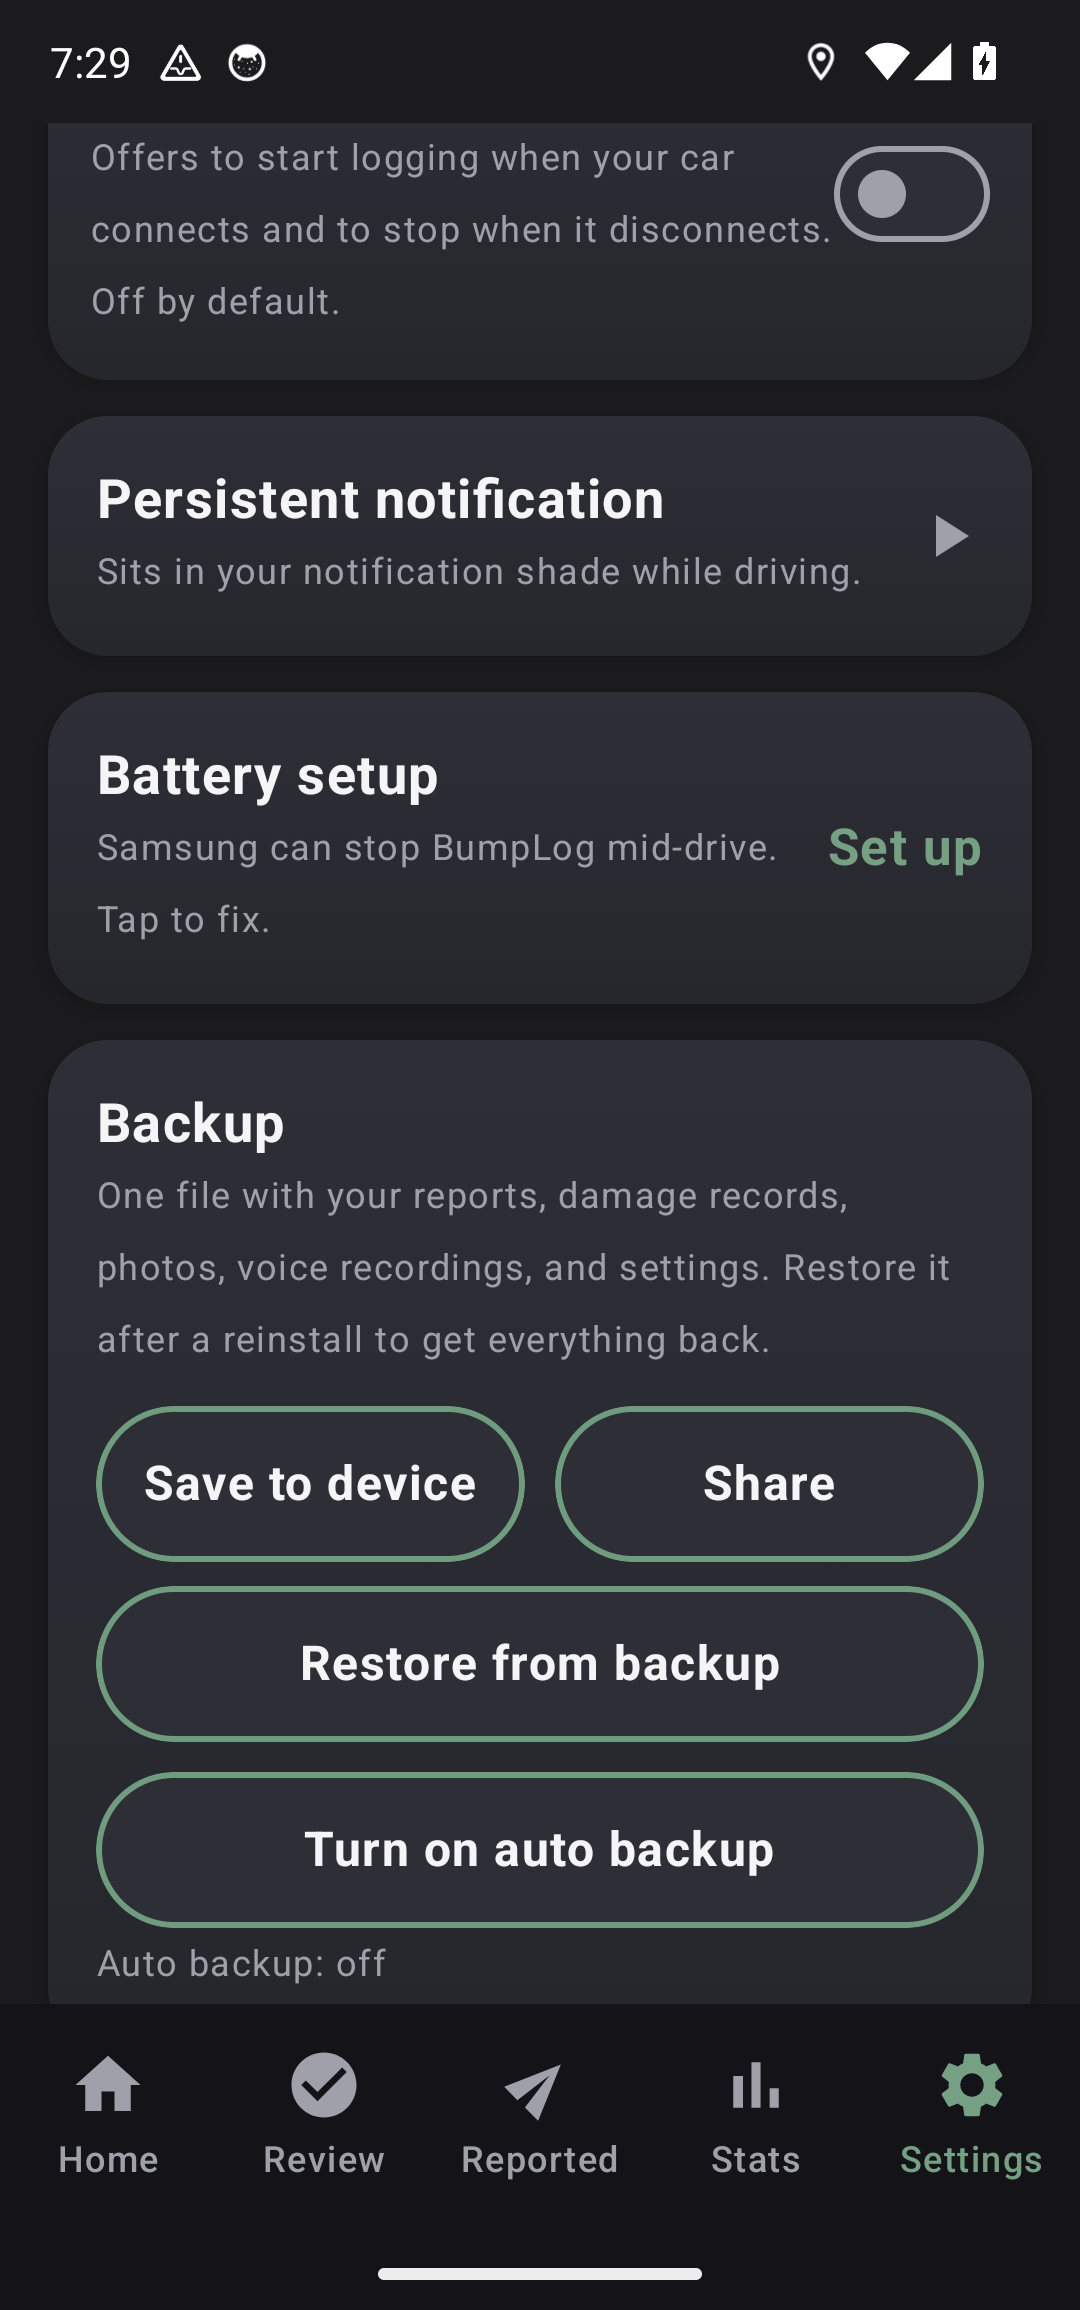 7:29
Offers to start logging when your car
connects and to stop when it disconnects.
Off by default.
Persistent notification
Sits in your notification shade while driving.
Battery setup
Samsung can stop BumpLog mid-drive.
Tap to fix.
Set up
Backup
One file with your reports, damage records,
photos, voice recordings, and settings. Restore it
after a reinstall to get everything back.
Save to device
Share
Restore from backup
Turn on auto backup
Auto backup: off
Home
Review
Reported
Stats
Settings